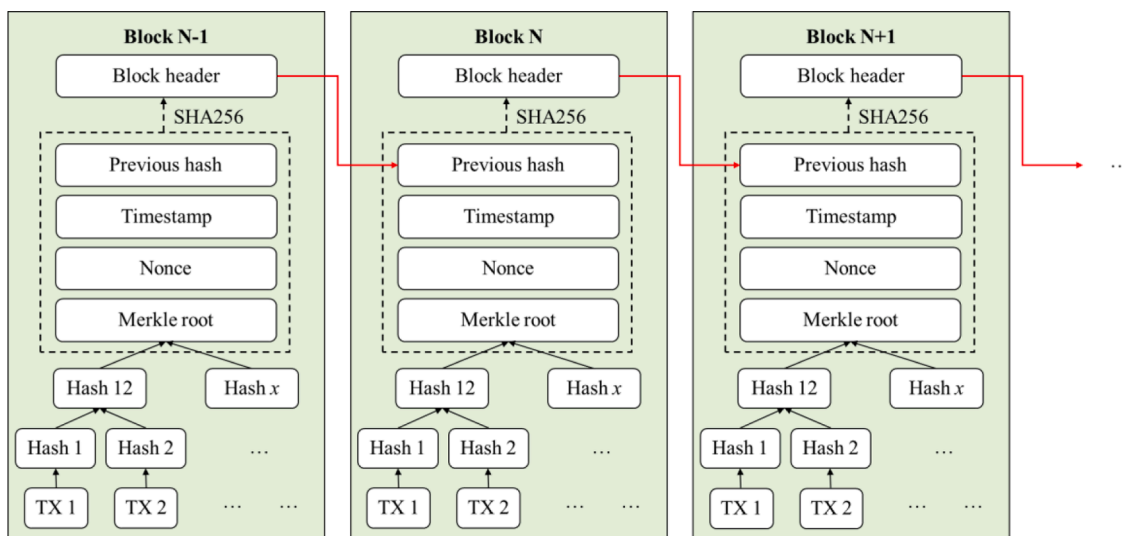 Block N-1
Block header
SHA256
Previous hash
Timestamp
Nonce
Merkle root
Hash 12
Hash x
Hash 1
Hash 2
...
TX 1
TX 2
...
...
Block N
Block header
SHA256
Previous hash
Timestamp
Nonce
Merkle root
Hash 12
Hash x
Hash 1
Hash 2
...
TX 1
TX 2
...
...
Block N+1
Block header
SHA256
Previous hash
Timestamp
Nonce
Merkle root
Hash 12
Hash x
Hash 1
Hash 2
...
TX 1
TX 2
...
...
..